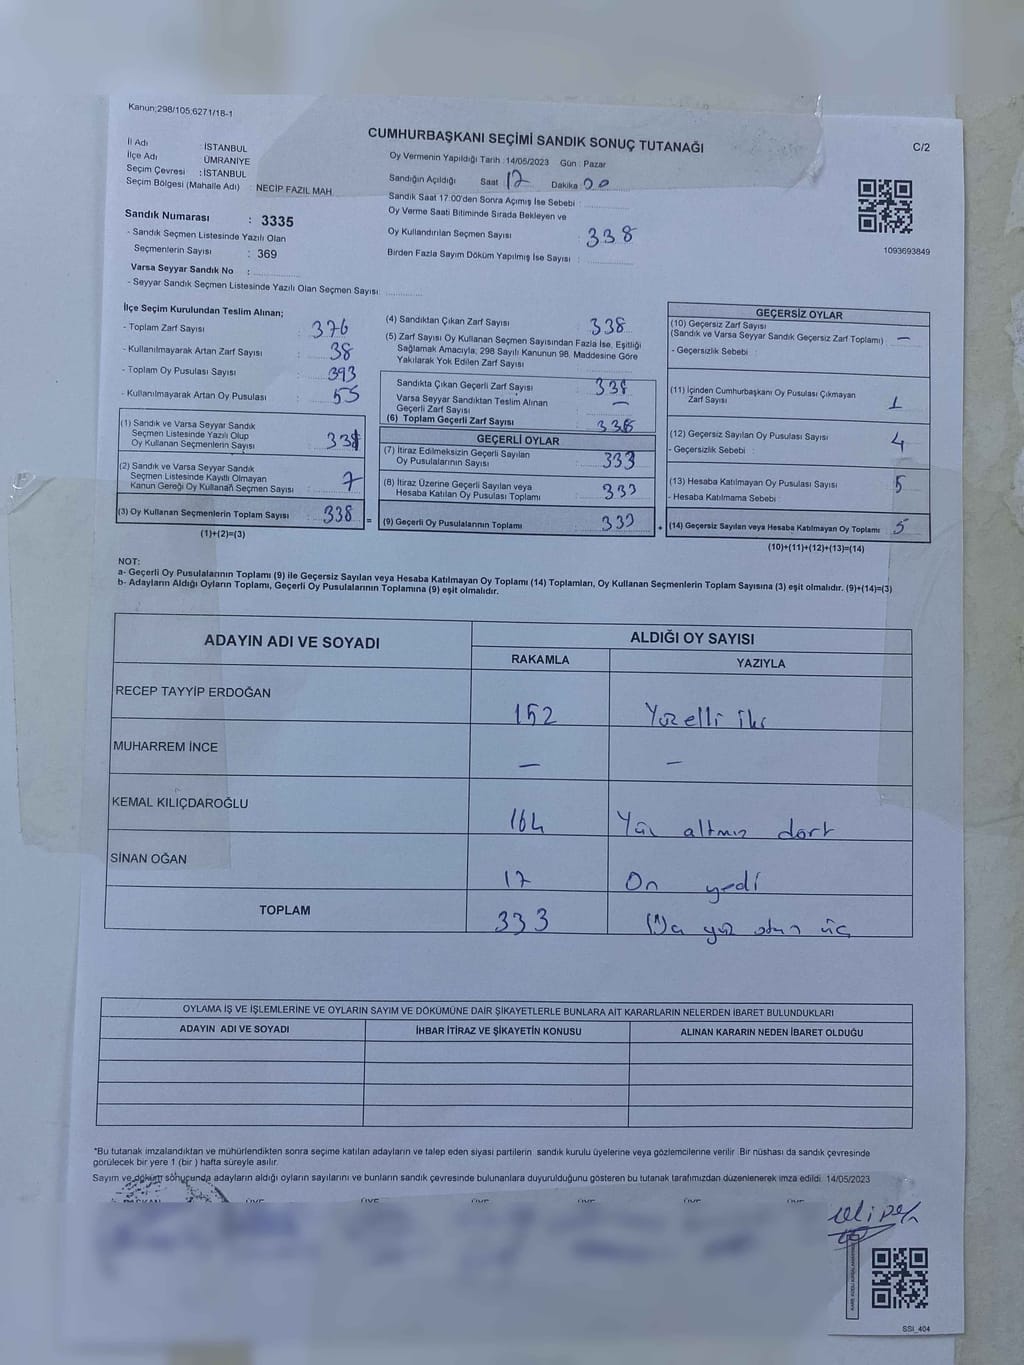 Kanun;298/105;6271/18-1
CUMHURBAŞKANI SEÇİMİ SANDIK SONUÇ TUTANAĞI
C/2
İl Adı : İSTANBUL
İlçe Adı ÜMRANİYE
Seçim Çevresi : İSTANBUL
Seçim Bölgesi (Mahalle Adı) : NECİP FAZIL MAH.
Oy Vermenin Yapıldığı Tarih : 14/05/2023 Gün : Pazar
Sandığın Açıldığı Saat 17 Dakika 00
Sandık Saat 17:00'den Sonra Açımış İse Sebebi :
Oy Verme Saati Bitiminde Sırada Bekleyen ve
Oy Kullandırılan Seçmen Sayısı : 338
Birden Fazla Sayım Döküm Yapılmış İse Sayısı :
1093693849
Sandık Numarası : 3335
- Sandık Seçmen Listesinde Yazılı Olan
Seçmenlerin Sayısı : 369
Varsa Seyyar Sandık No :
- Seyyar Sandık Seçmen Listesinde Yazılı Olan Seçmen Sayısı:
İlçe Seçim Kurulundan Teslim Alınan;
- Toplam Zarf Sayısı : 376
- Kullanılmayarak Artan Zarf Sayısı : 38
- Toplam Oy Pusulası Sayısı : 393
- Kullanılmayarak Artan Oy Pusulası : 55
(1) Sandık ve Varsa Seyyar Sandık
Seçmen Listesinde Yazılı Olup
Oy Kullanan Seçmenlerin Sayısı :
(2) Sandık ve Varsa Seyyar Sandık
Seçmen Listesinde Kayıtlı Olmayan
Kanun Gereği Oy Kullanan Seçmen Sayısı : 7
(3) Oy Kullanan Seçmenlerin Toplam Sayısı : 338 =
(1)+(2)=(3)
(4) Sandıktan Çıkan Zarf Sayısı : 338
(5) Zarf Sayısı Oy Kullanan Seçmen Sayısından Fazla İse, Eşitliği
Sağlamak Amacıyla, 298 Sayılı Kanunun 98. Maddesine Göre
Yakılarak Yok Edilen Zarf Sayısı :
Sandıkta Çıkan Geçerli Zarf Sayısı : 338
Varsa Seyyar Sandıktan Teslim Alınan
Geçerli Zarf Sayısı : —
(6) Toplam Geçerli Zarf Sayısı : 338
GEÇERLİ OYLAR
(7) İtiraz Edilmeksizin Geçerli Sayılan
Oy Pusulalarının Sayısı : 333
(8) İtiraz Üzerine Geçerli Sayılan veya
Hesaba Katılan Oy Pusulası Toplamı : 333
(9) Geçerli Oy Pusulalarının Toplamı : 333 +
GEÇERSİZ OYLAR
(10) Geçersiz Zarf Sayısı
(Sandık ve Varsa Seyyar Sandık Geçersiz Zarf Toplamı) : —
- Geçersizlik Sebebi :
(11) İçinden Cumhurbaşkanı Oy Pusulası Çıkmayan
Zarf Sayısı 1
(12) Geçersiz Sayılan Oy Pusulası Sayısı : 4
- Geçersizlik Sebebi :
(13) Hesaba Katılmayan Oy Pusulası Sayısı : 5
- Hesaba Katılmama Sebebi :
(14) Geçersiz Sayılan veya Hesaba Katılmayan Oy Toplamı : 5
(10)+(11)+(12)+(13)=(14)
NOT:
a- Geçerli Oy Pusulalarının Toplamı (9) ile Geçersiz Sayılan veya Hesaba Katılmayan Oy Toplamı (14) Toplamları, Oy Kullanan Seçmenlerin Toplam Sayısına (3) eşit olmalıdır. (9)+(14)=(3)
b- Adayların Aldığı Oyların Toplamı, Geçerli Oy Pusulalarının Toplamına (9) eşit olmalıdır.
ADAYIN ADI VE SOYADI
ALDIĞI OY SAYISI
RAKAMLA YAZIYLA
RECEP TAYYİP ERDOĞAN 152 Yüzelli iki
MUHARREM İNCE — —
KEMAL KILIÇDAROĞLU 164 Yüz altmış dört
SİNAN OĞAN 17 On yedi
TOPLAM 333 yüz otuz üç
OYLAMA İŞ VE İŞLEMLERİNE VE OYLARIN SAYIM VE DÖKÜMÜNE DAİR ŞİKAYETLERLE BUNLARA AİT KARARLARIN NELERDEN İBARET BULUNDUKLARI
ADAYIN ADI VE SOYADI İHBAR İTİRAZ VE ŞİKAYETİN KONUSU ALINAN KARARIN NEDEN İBARET OLDUĞU
*Bu tutanak imzalandıktan ve mühürlendikten sonra seçime katılan adayların ve talep eden siyasi partilerin sandık kurulu üyelerine veya gözlemcilerine verilir. Bir nüshası da sandık çevresinde
görülecek bir yere 1 (bir ) hafta süreyle asılır.
Sayım ve döküm sonucunda adayların aldığı oyların sayılarını ve bunların sandık çevresinde bulunanlara duyurulduğunu gösteren bu tutanak tarafımızdan düzenlenerek imza edildi. 14/05/2023
BAŞKAN ÜYE ÜYE ÜYE ÜYE
SSI_404